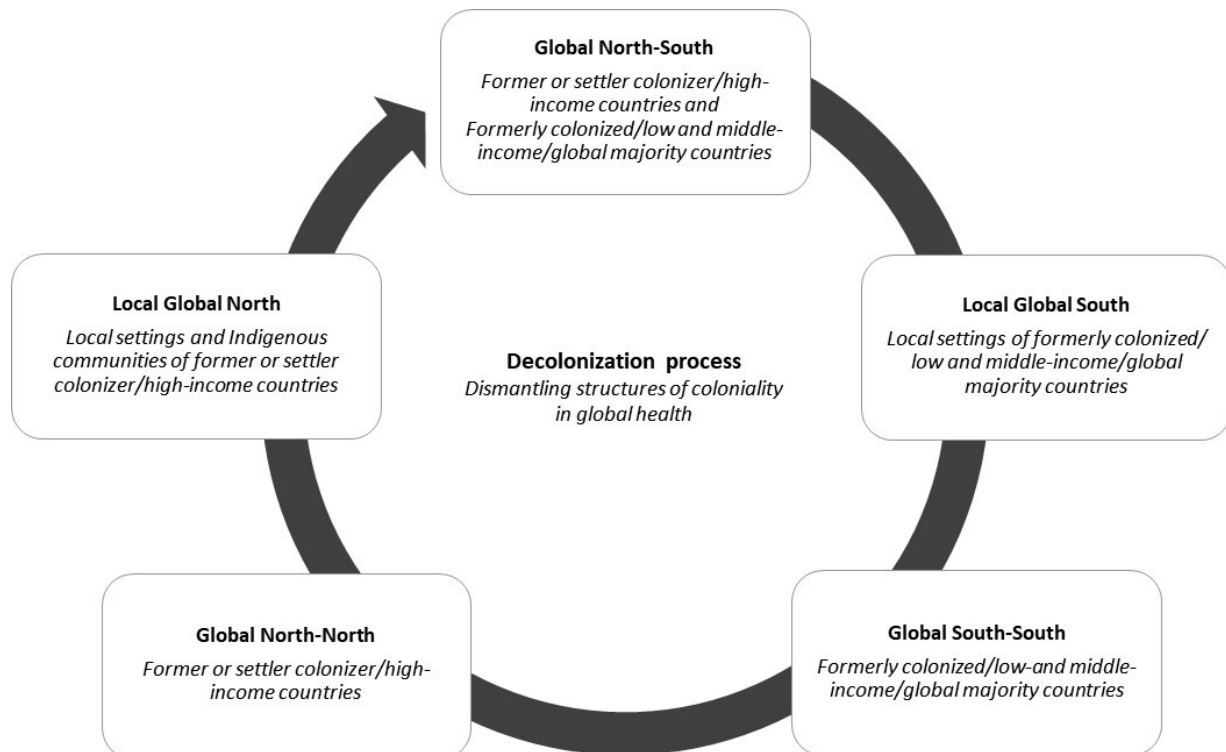 Global North-South
Former or settler colonizer/high-
income countries and
Formerly colonized/low and middle-
income/global majority countries
Local Global North
Local settings and Indigenous
communities of former or settler
colonizer/high-income countries
Local Global South
Local settings of formerly colonized/
low and middle-income/global
majority countries
Decolonization process
Dismantling structures of coloniality
in global health
Global North-North
Former or settler colonizer/high-
income countries
Global South-South
Formerly colonized/low-and middle-
income/global majority countries